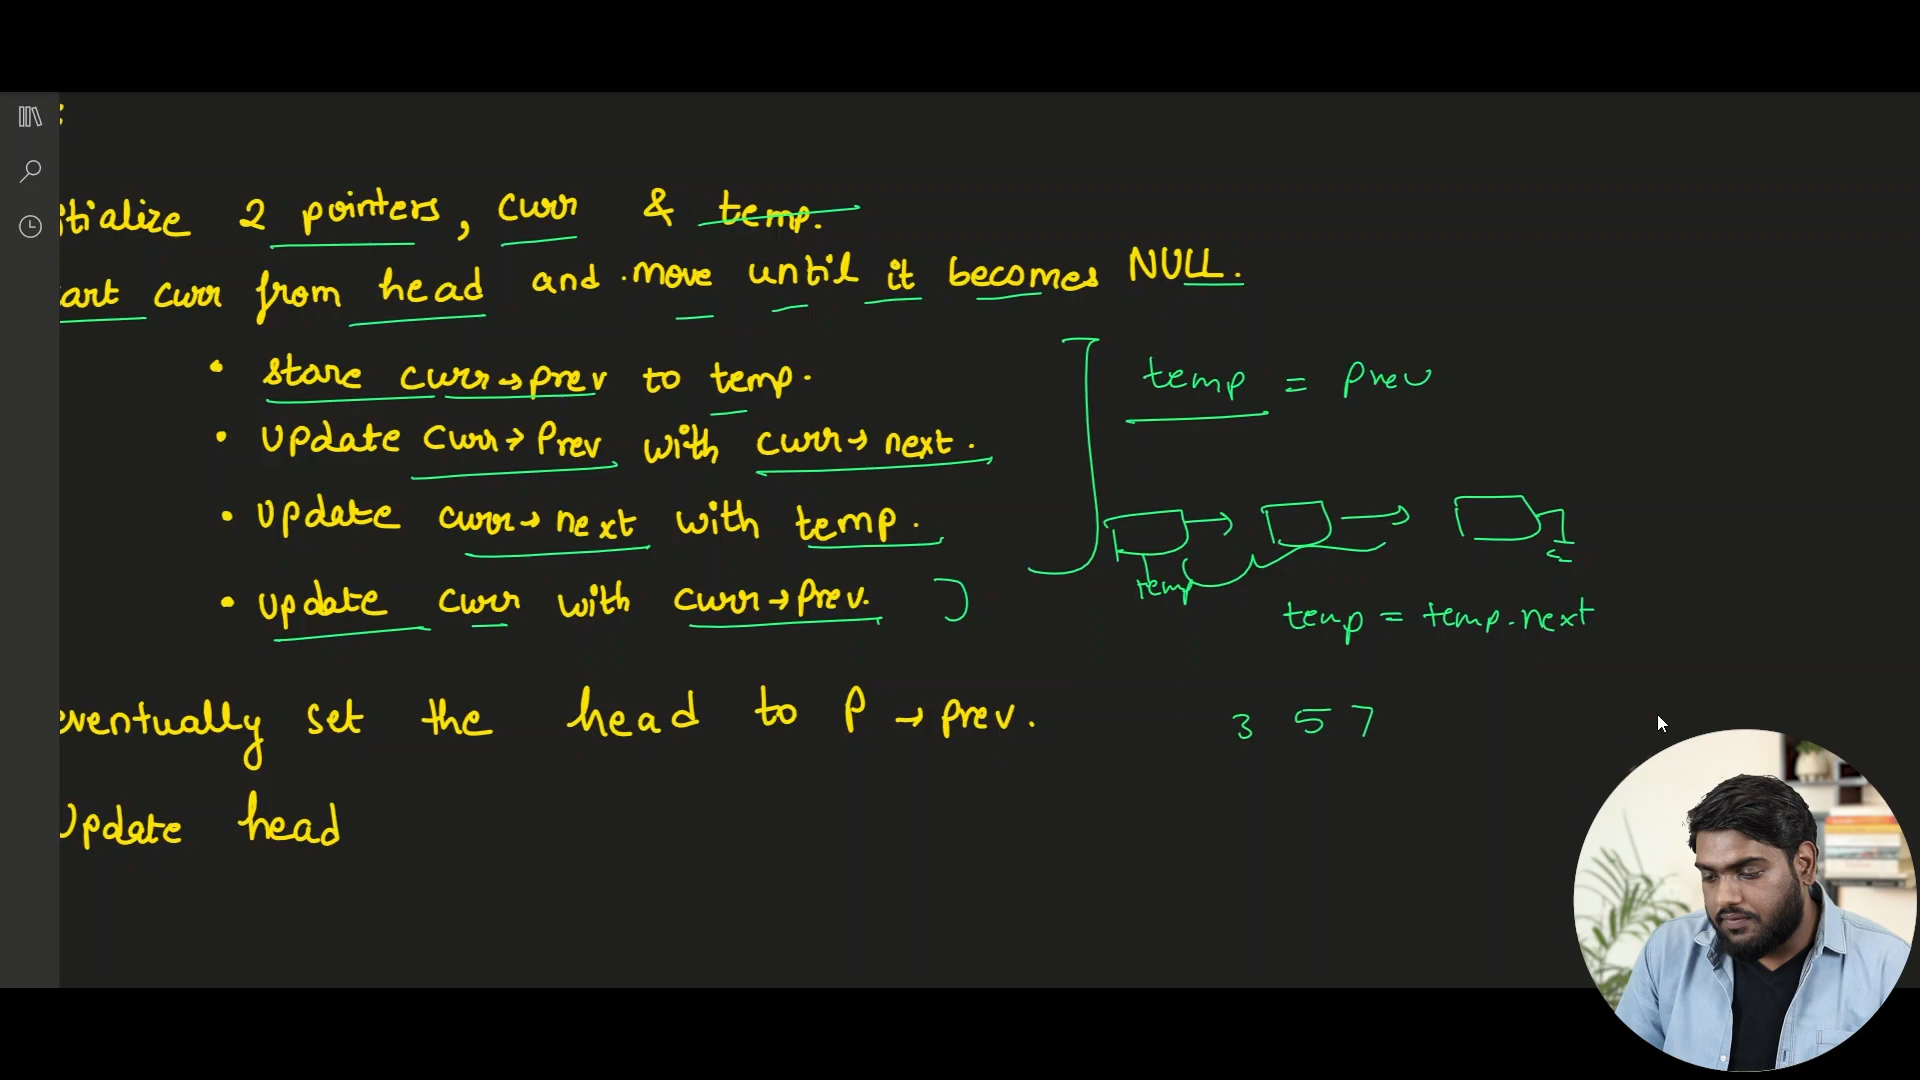 :
itialize 2 pointers, curr & temp.
art curr from head and move until it becomes NULL.
• store curr→prev to temp.
• update curr→Prev with curr→next.
• update curr→next with temp.
• update curr with curr→prev.
eventually set the head to P→prev.
Update head
temp = prev
temp
temp = temp.next
3 5 7